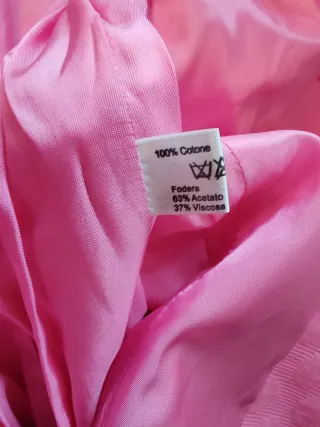 100% Cotone
Fodera
63% Acetato
37% Viscosa